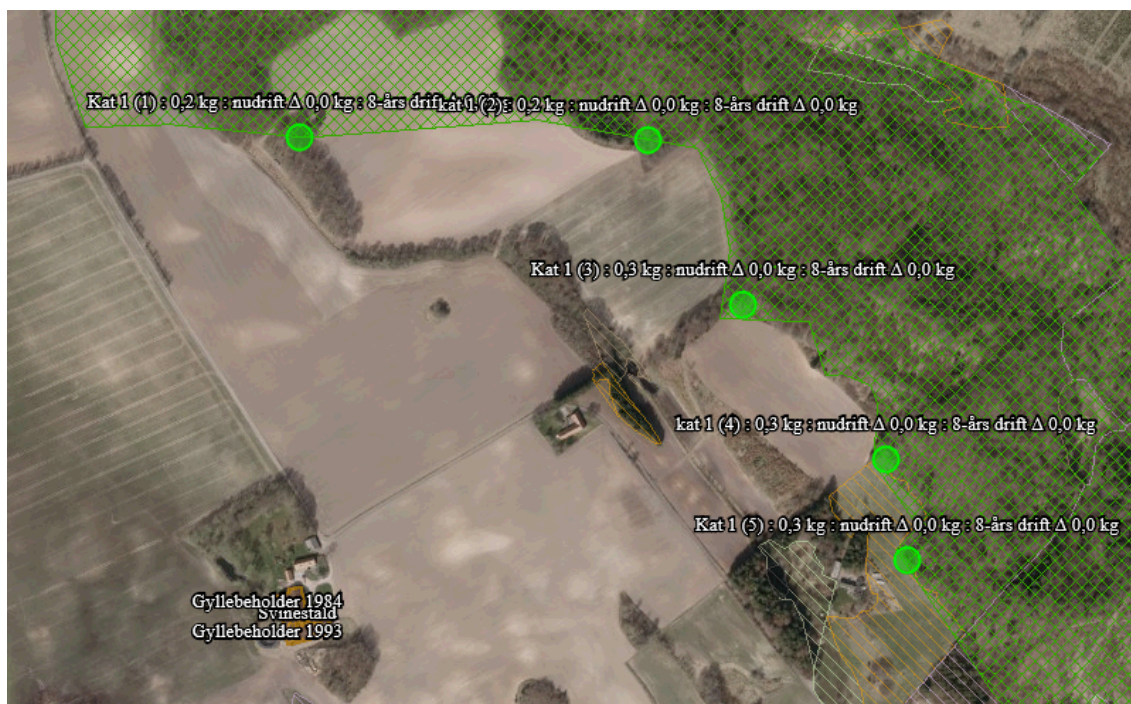 Kat 1 (1) : 0,2 kg : nudrift Δ 0,0 kg : 8-års drift Δ 0,0 kg
kat 1 (2) : 0,2 kg : nudrift Δ 0,0 kg : 8-års drift Δ 0,0 kg
Kat 1 (3) : 0,3 kg : nudrift Δ 0,0 kg : 8-års drift Δ 0,0 kg
kat 1 (4) : 0,3 kg : nudrift Δ 0,0 kg : 8-års drift Δ 0,0 kg
Kat 1 (5) : 0,3 kg : nudrift Δ 0,0 kg : 8-års drift Δ 0,0 kg
Gyllebeholder 1984
Svinestald
Gyllebeholder 1993